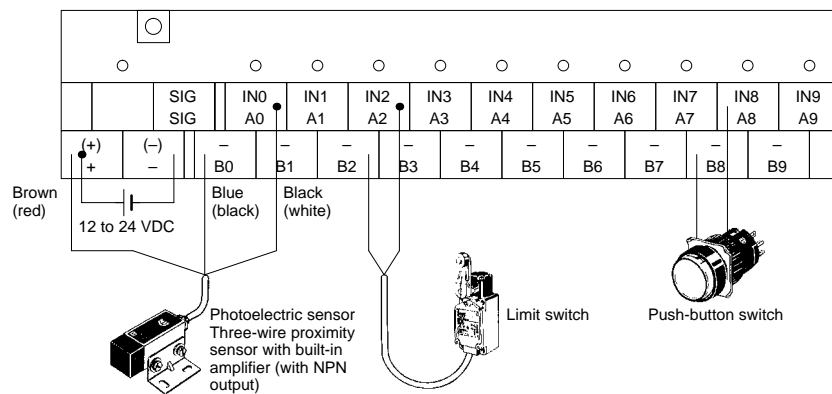 SIG IN0 IN1 IN2 IN3 IN4 IN5 IN6 IN7 IN8 IN9
SIG A0 A1 A2 A3 A4 A5 A6 A7 A8 A9
(+) (–) – – – – – – – – – –
+ – B0 B1 B2 B3 B4 B5 B6 B7 B8 B9
Brown
(red)
12 to 24 VDC
Blue
(black)
Black
(white)
Photoelectric sensor
Three-wire proximity
sensor with built-in
amplifier (with NPN
output)
Limit switch
Push-button switch